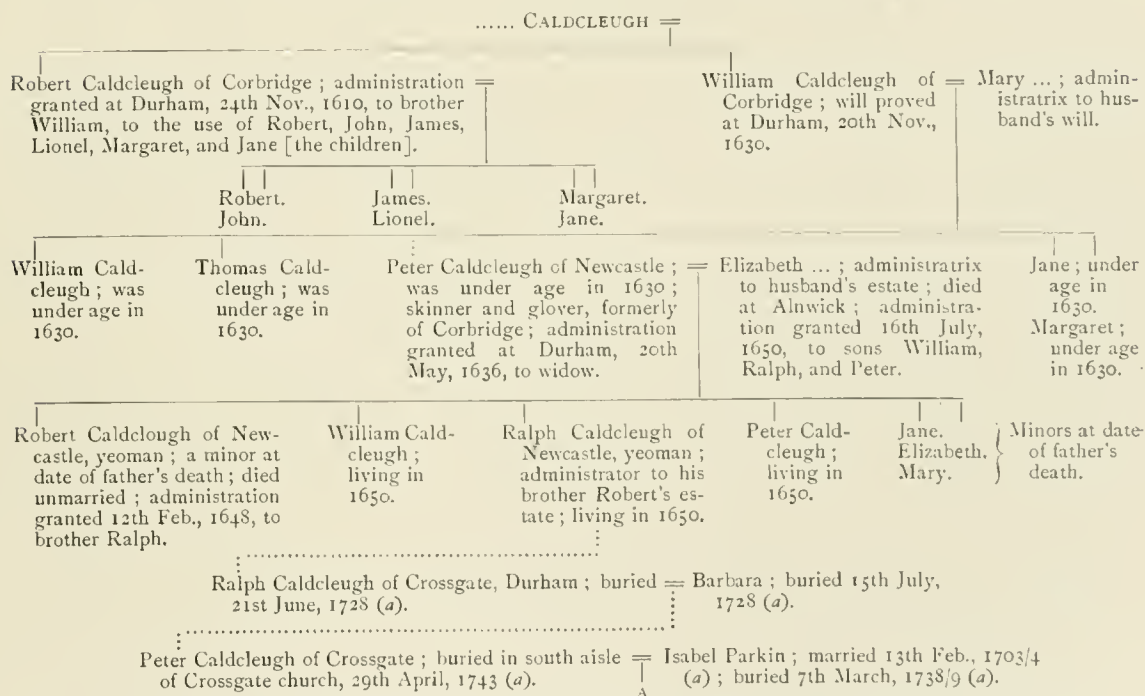 ...... CALDCLEUGH =
Robert Caldcleugh of Corbridge ; administration
granted at Durham, 24th Nov., 1610, to brother
William, to the use of Robert, John, James,
Lionel, Margaret, and Jane [the children].
=
William Caldcleugh of
Corbridge ; will proved
at Durham, 20th Nov.,
1630.
= Mary ... ; admin-
istratrix to hus-
band's will.
Robert.
John.
James.
Lionel.
Margaret.
Jane.
William Cald-
cleugh ; was
under age in
1630.
Thomas Cald-
cleugh ; was
under age in
1630.
Peter Caldcleugh of Newcastle ;
was under age in 1630 ;
skinner and glover, formerly
of Corbridge ; administration
granted at Durham, 20th
May, 1636, to widow.
= Elizabeth ... ; administratrix
to husband's estate ; died
at Alnwick ; administra-
tion granted 16th July,
1650, to sons William,
Ralph, and Peter.
Jane ; under
age in
1630.
Margaret ;
under age
in 1630.
Robert Caldclough of New-
castle, yeoman ; a minor at
date of father's death ; died
unmarried ; administration
granted 12th Feb., 1648, to
brother Ralph.
William Cald-
cleugh ;
living in
1650.
Ralph Caldcleugh of
Newcastle, yeoman ;
administrator to his
brother Robert's es-
tate ; living in 1650.
Peter Cald-
cleugh ;
living in
1650.
Jane.
Elizabeth.
Mary.
Minors at date
of father's
death.
Ralph Caldcleugh of Crossgate, Durham ; buried = Barbara ; buried 15th July,
21st June, 1728 (a). 1728 (a).
Peter Caldcleugh of Crossgate ; buried in south aisle = Isabel Parkin ; married 13th Feb., 1703/4
of Crossgate church, 29th April, 1743 (a). (a) ; buried 7th March, 1738/9 (a).
A